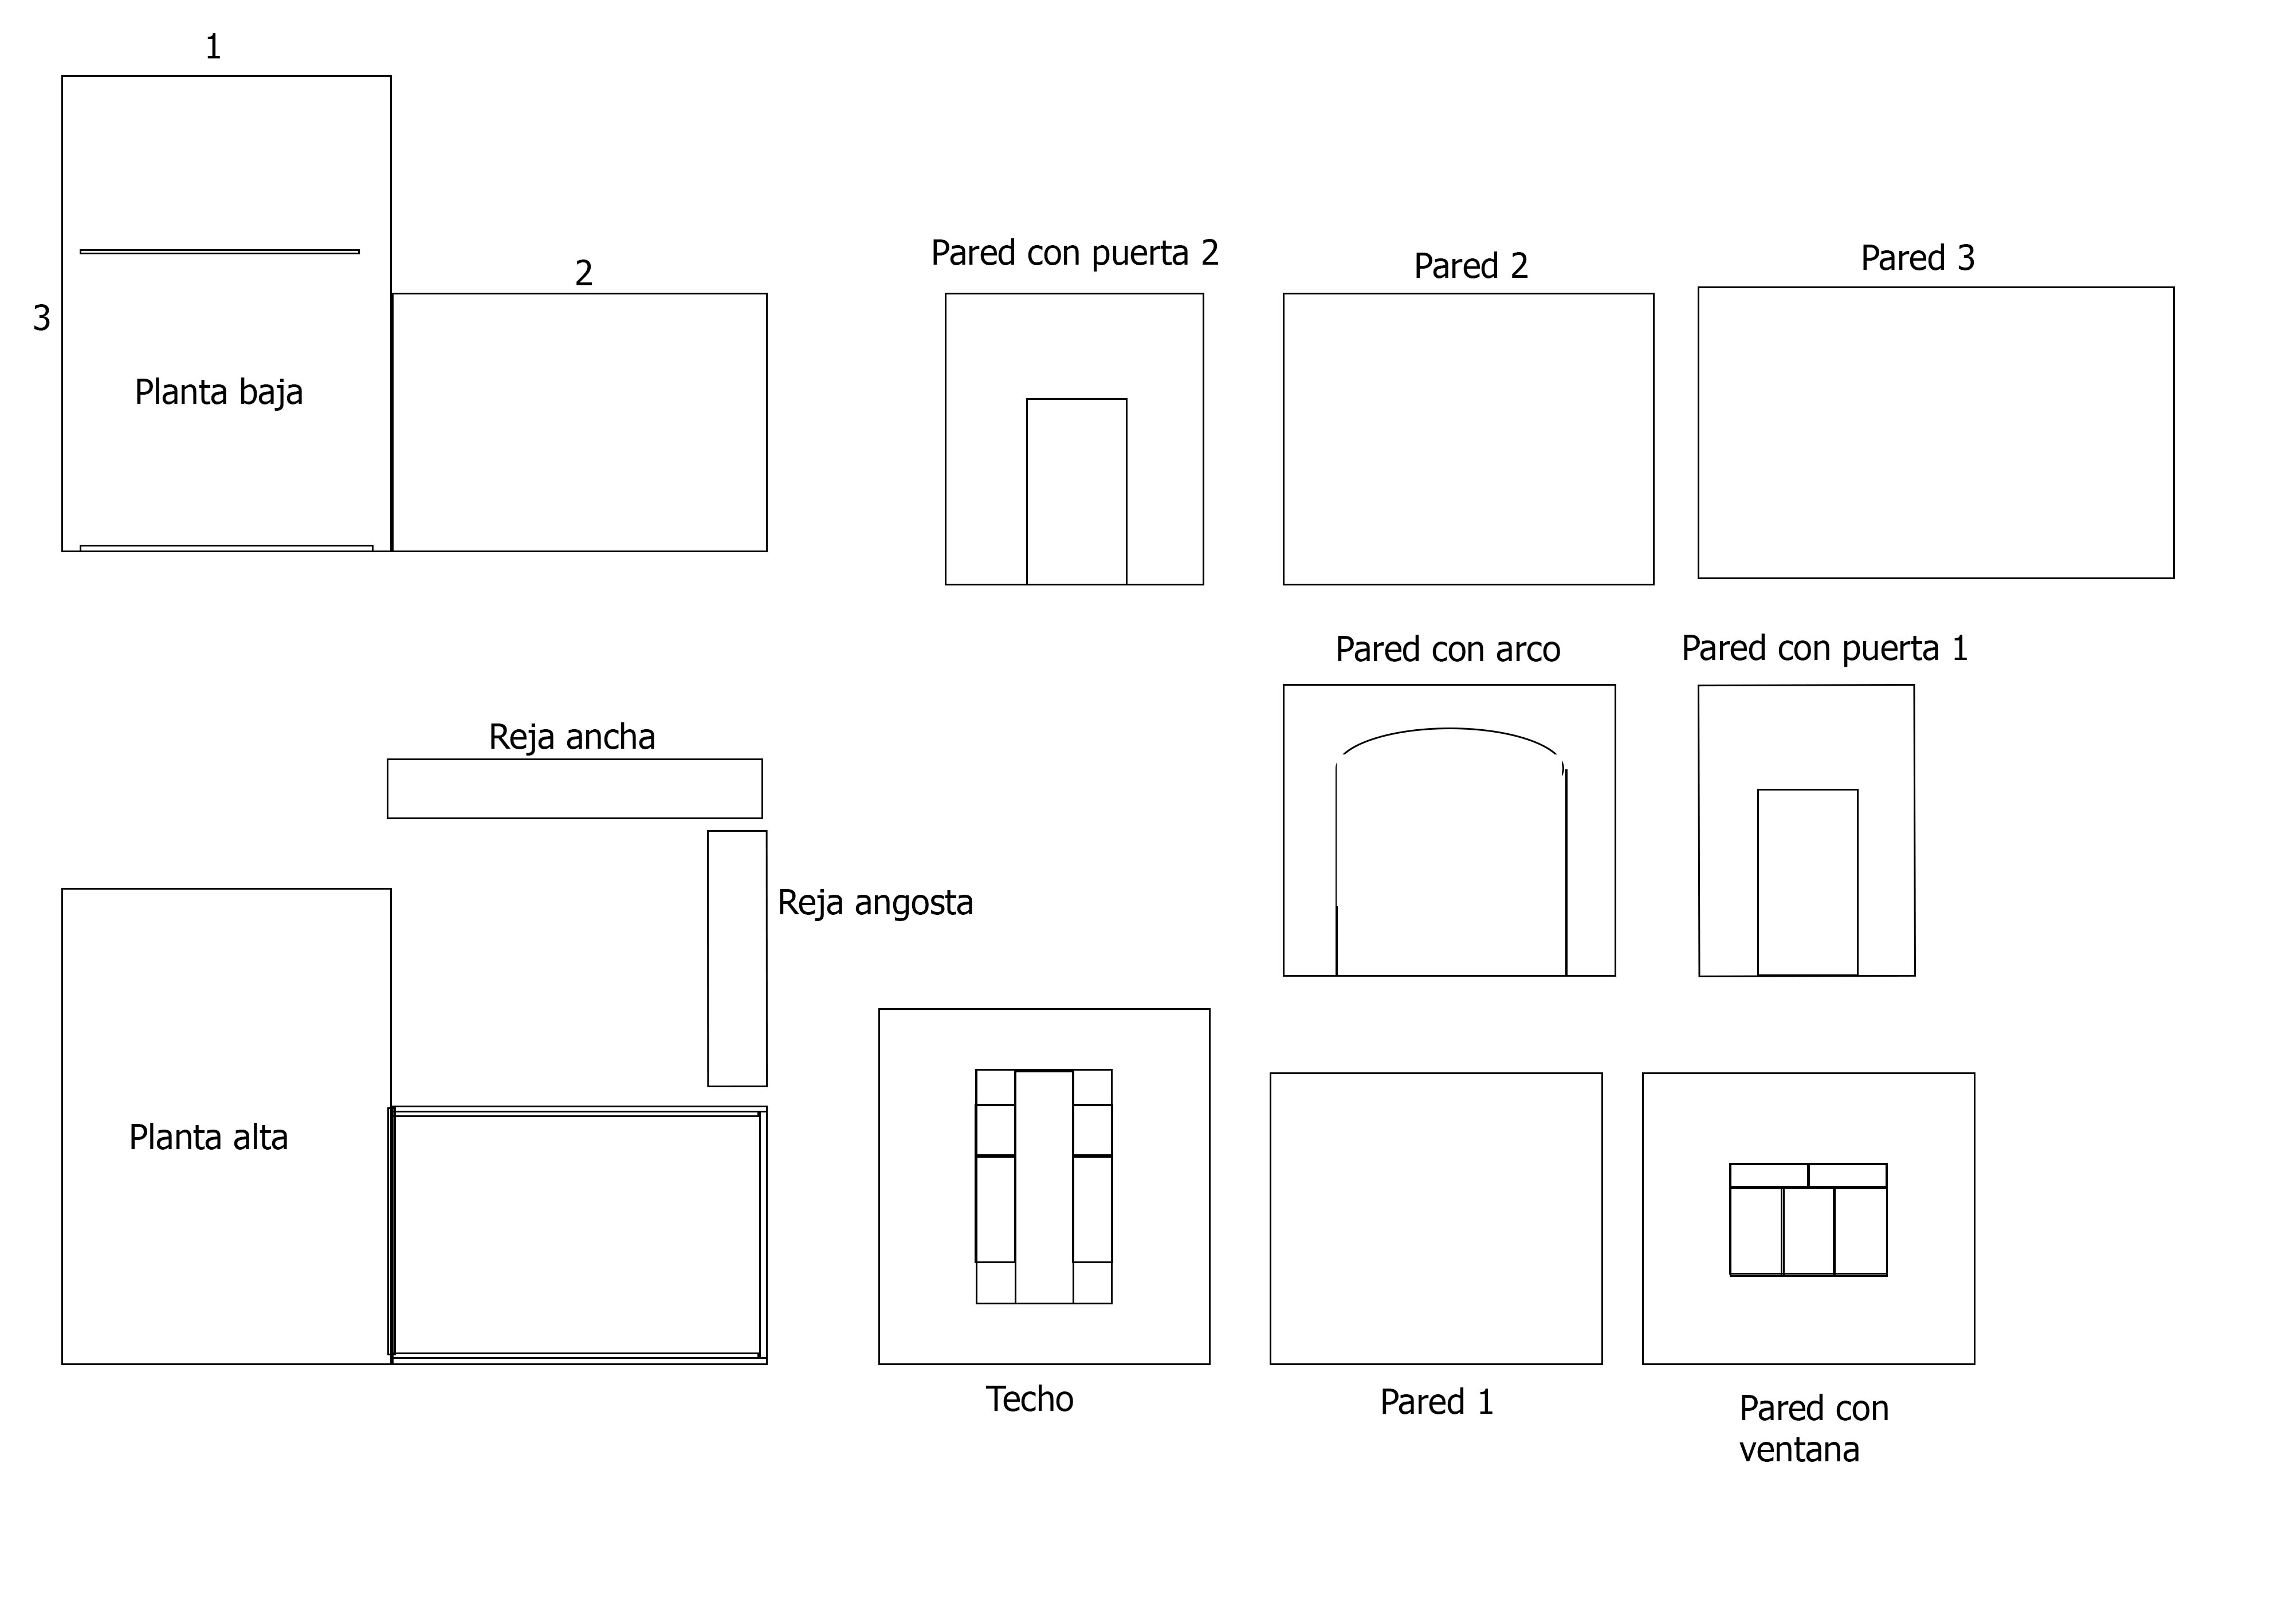 1
2
3
Planta baja
Pared con puerta 2
Pared 2
Pared 3
Pared con arco
Pared con puerta 1
Reja ancha
Reja angosta
Planta alta
Techo
Pared 1
Pared con
ventana